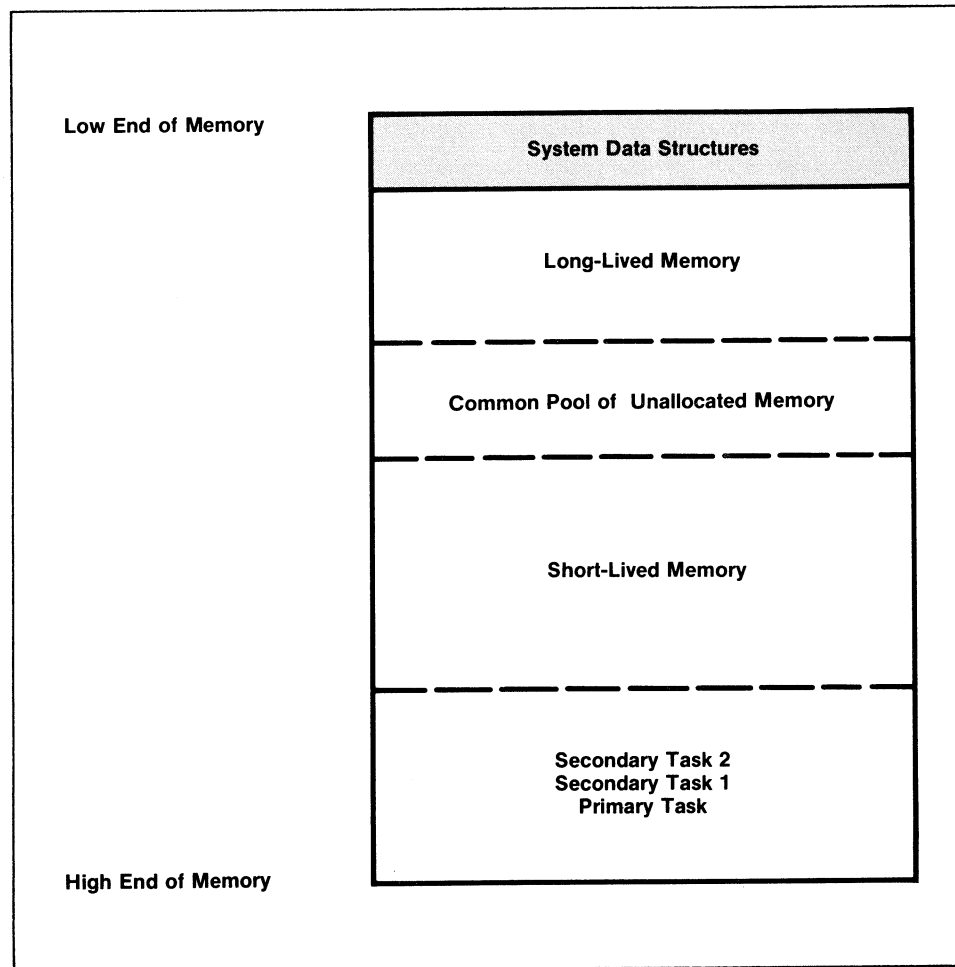 Low End of Memory
System Data Structures
Long-Lived Memory
Common Pool of Unallocated Memory
Short-Lived Memory
Secondary Task 2
Secondary Task 1
Primary Task
High End of Memory